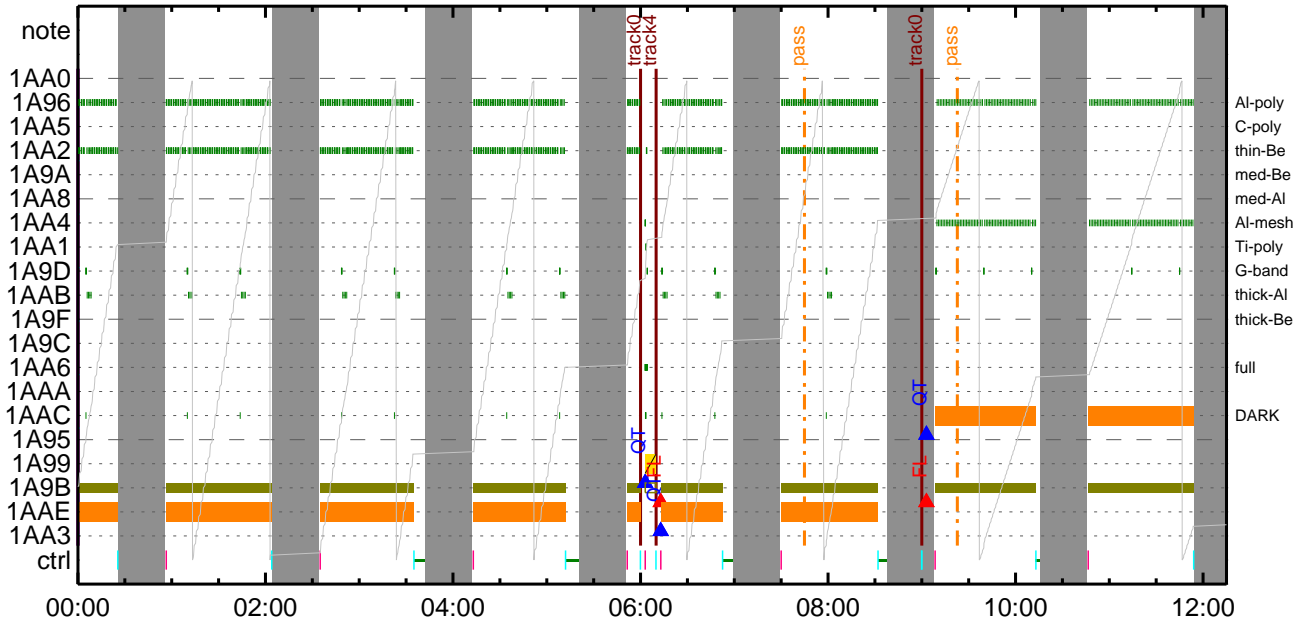 note
track0
track4
pass
track0
pass
1AA0
1A96 Al-poly
1AA5 C-poly
1AA2 thin-Be
1A9A med-Be
1AA8 med-Al
1AA4 Al-mesh
1AA1 Ti-poly
1A9D G-band
1AAB thick-Al
1A9F thick-Be
1A9C
1AA6 full
1AAA
QT
1AAC DARK
1A95
QT
1A99
FL
FL
1A9B
QT
1AAE
1AA3
ctrl
00:00 02:00 04:00 06:00 08:00 10:00 12:00